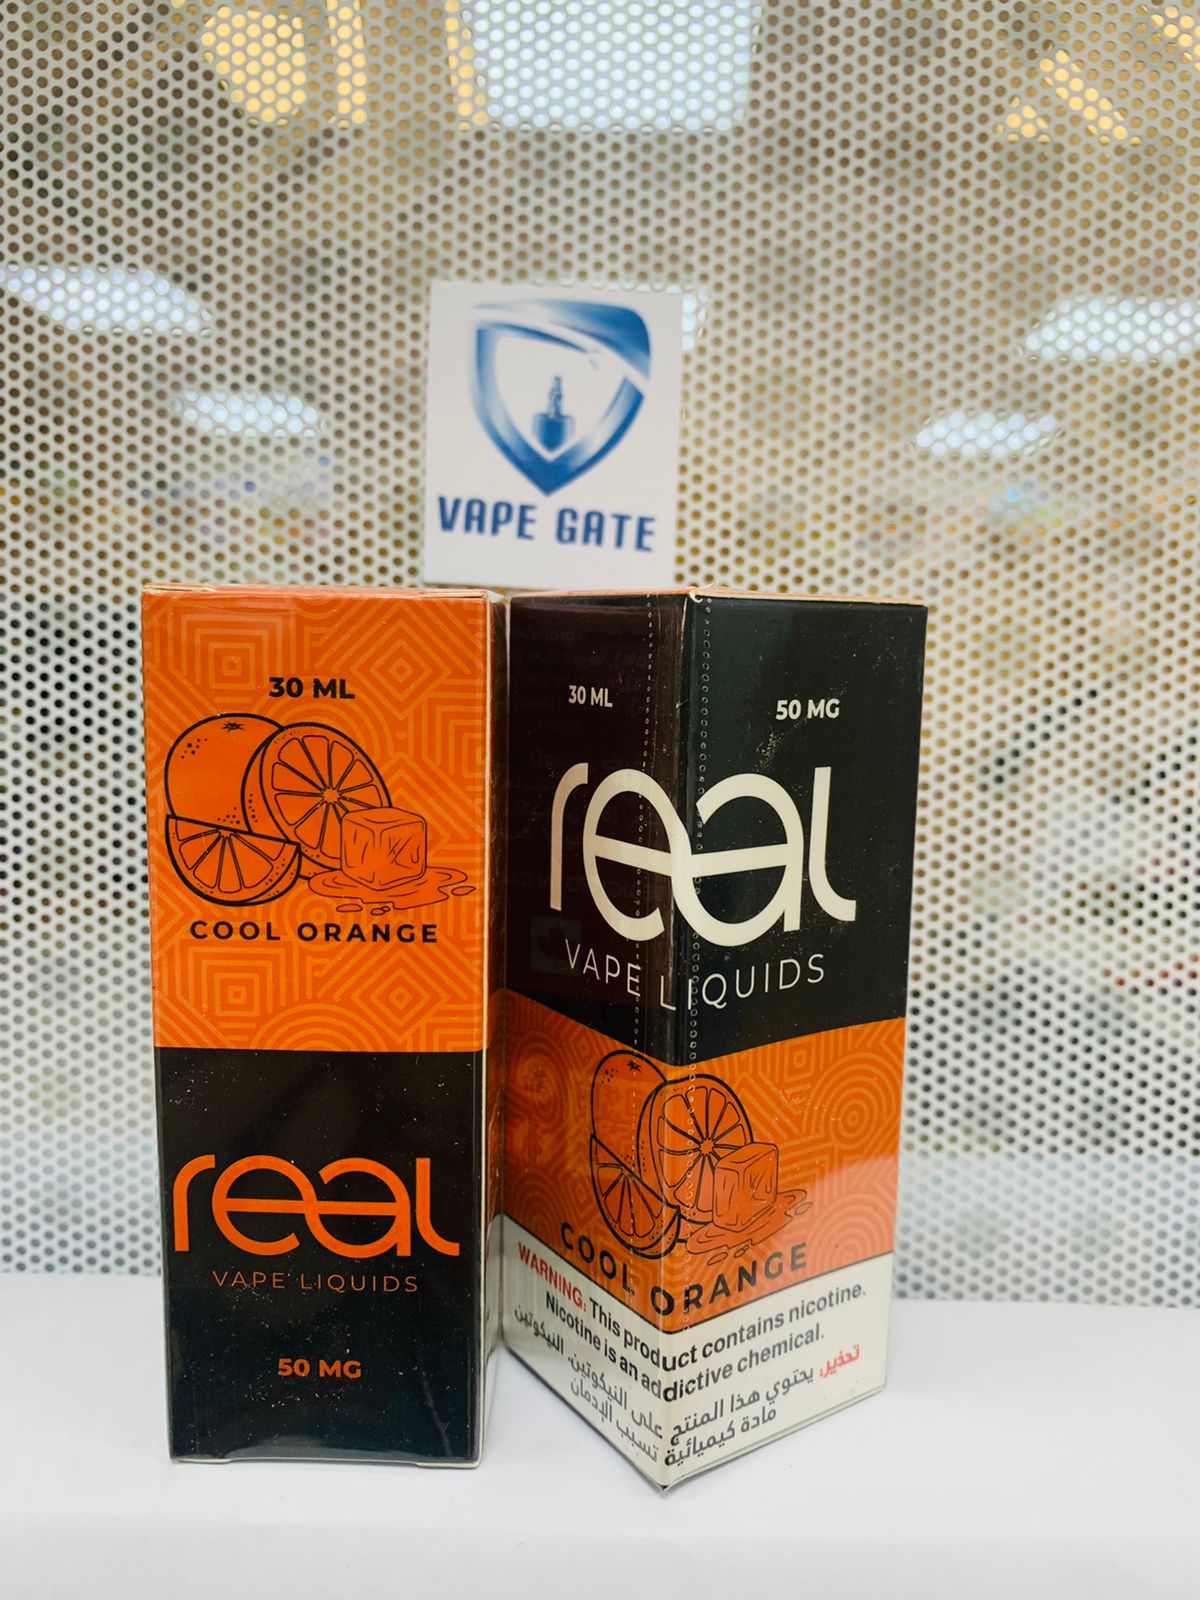 VAPE GATE
30 ML
COOL ORANGE
real
VAPE LIQUIDS
50 MG
30 ML
50 MG
real
VAPE LIQUIDS
COOL ORANGE
WARNING: This product contains nicotine.
Nicotine is an addictive chemical.
تحذير: يحتوي هذا المنتج على النيكوتين. النيكوتين
مادة كيميائية تسبب الإدمان